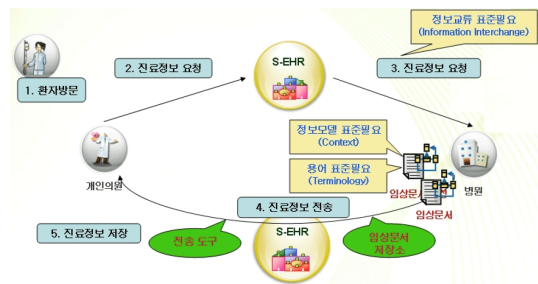 정보교류 표준필요
(Information Interchange)
2. 진료정보 요청
S-EHR
3. 진료정보 요청
1. 환자방문
정보모델 표준필요
(Context)
용어 표준필요
(Terminology)
개인의원
병원
임상문서
임상문서
4. 진료정보 전송
5. 진료정보 저장
전송 도구
S-EHR
임상문서
저장소